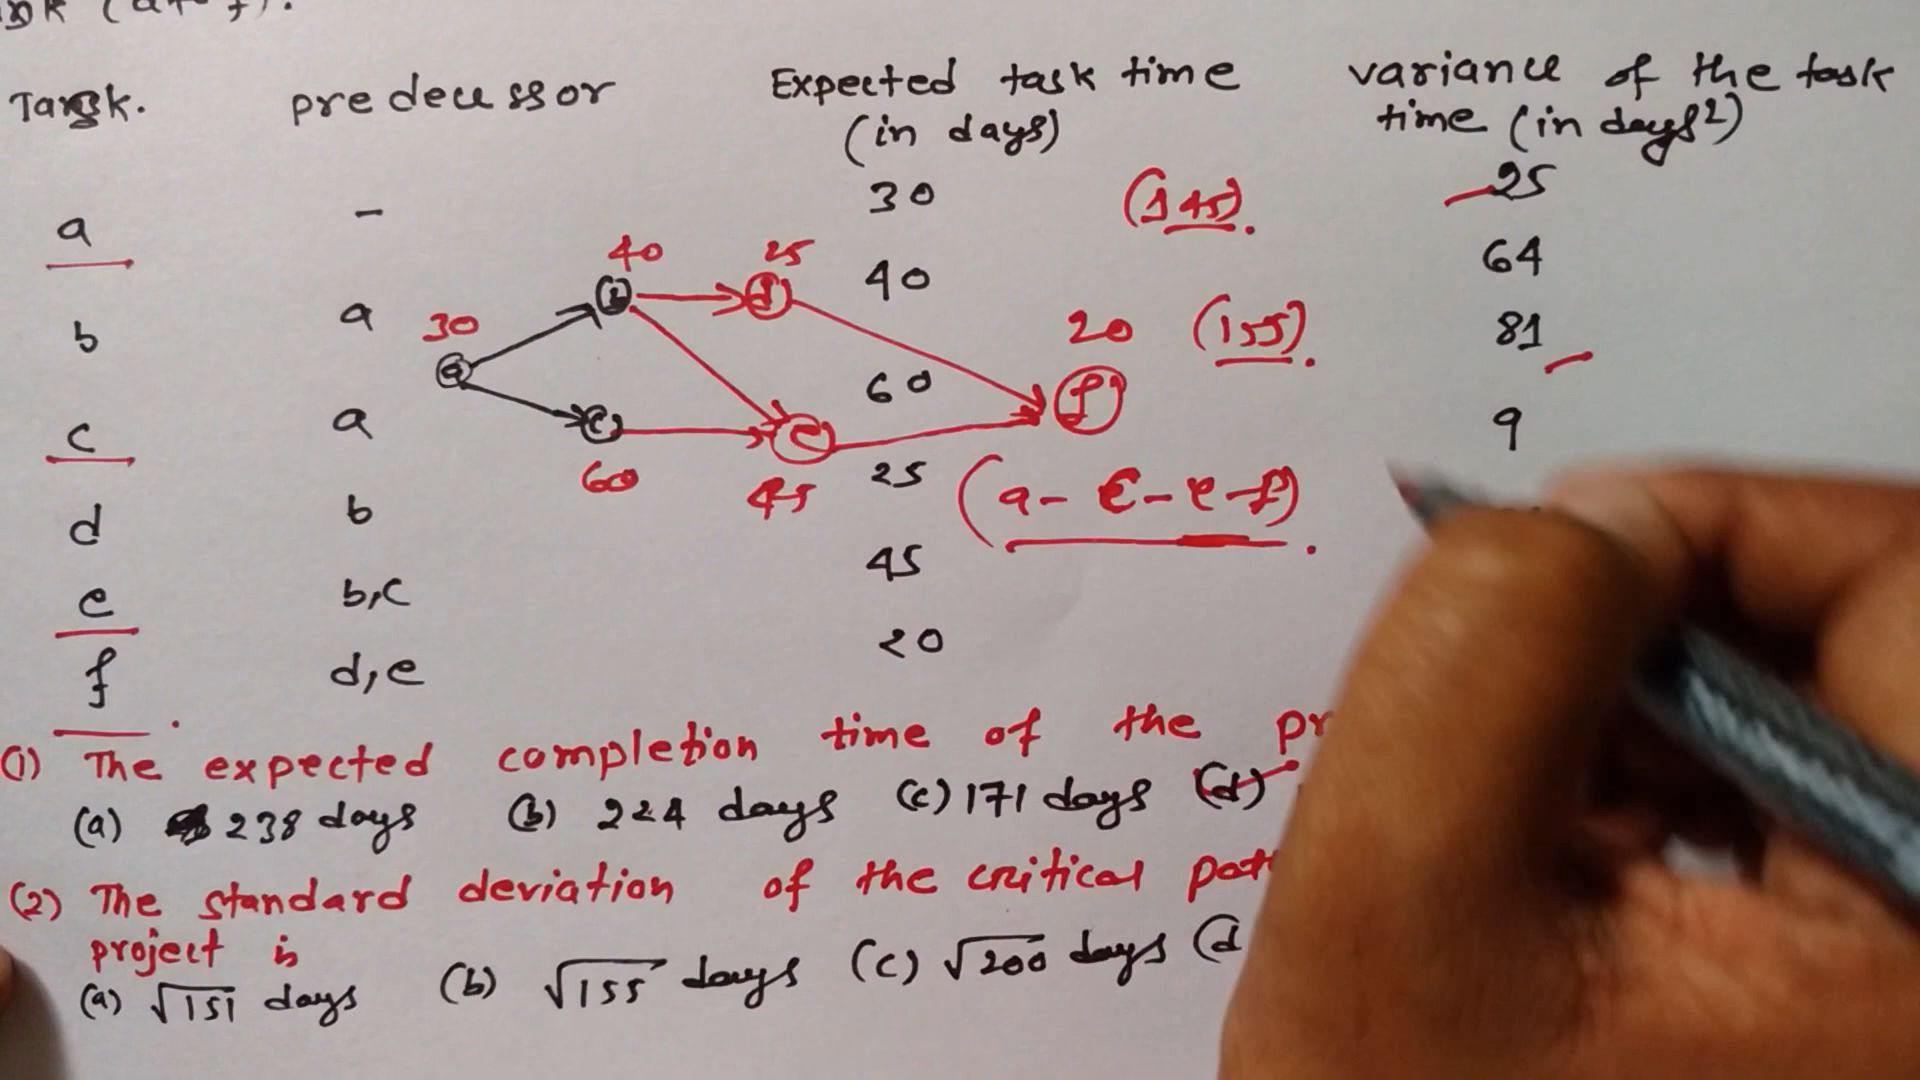 Task. predecessor Expected task time variance of the task
(in days) time (in days²)
a - 30 25
b a 40 64
c a 60 81
d b 25 9
e b,c 45
f d,e 20
30 40 25
a b d
60 45 20
c e f
(145).
(155).
(a-c-e-f).
(1) The expected completion time of the
(a) 238 days (b) 224 days (c) 171 days (d)
(2) The standard deviation of the critical
project is
(a) √151 days (b) √155 days (c) √200 days (d